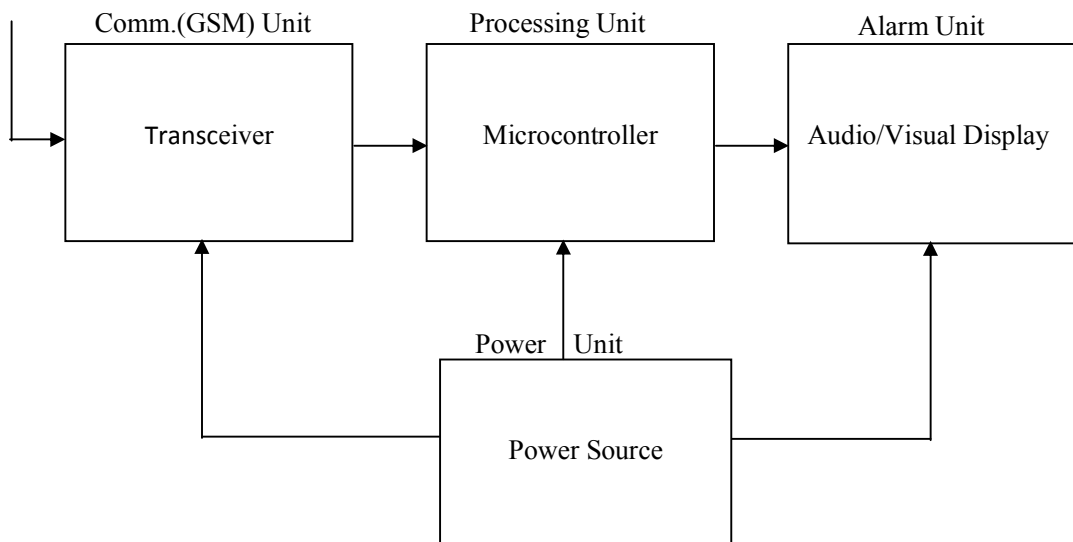 Comm.(GSM) Unit
Processing Unit
Alarm Unit
Transceiver
Microcontroller
Audio/Visual Display
Power Unit
Power Source